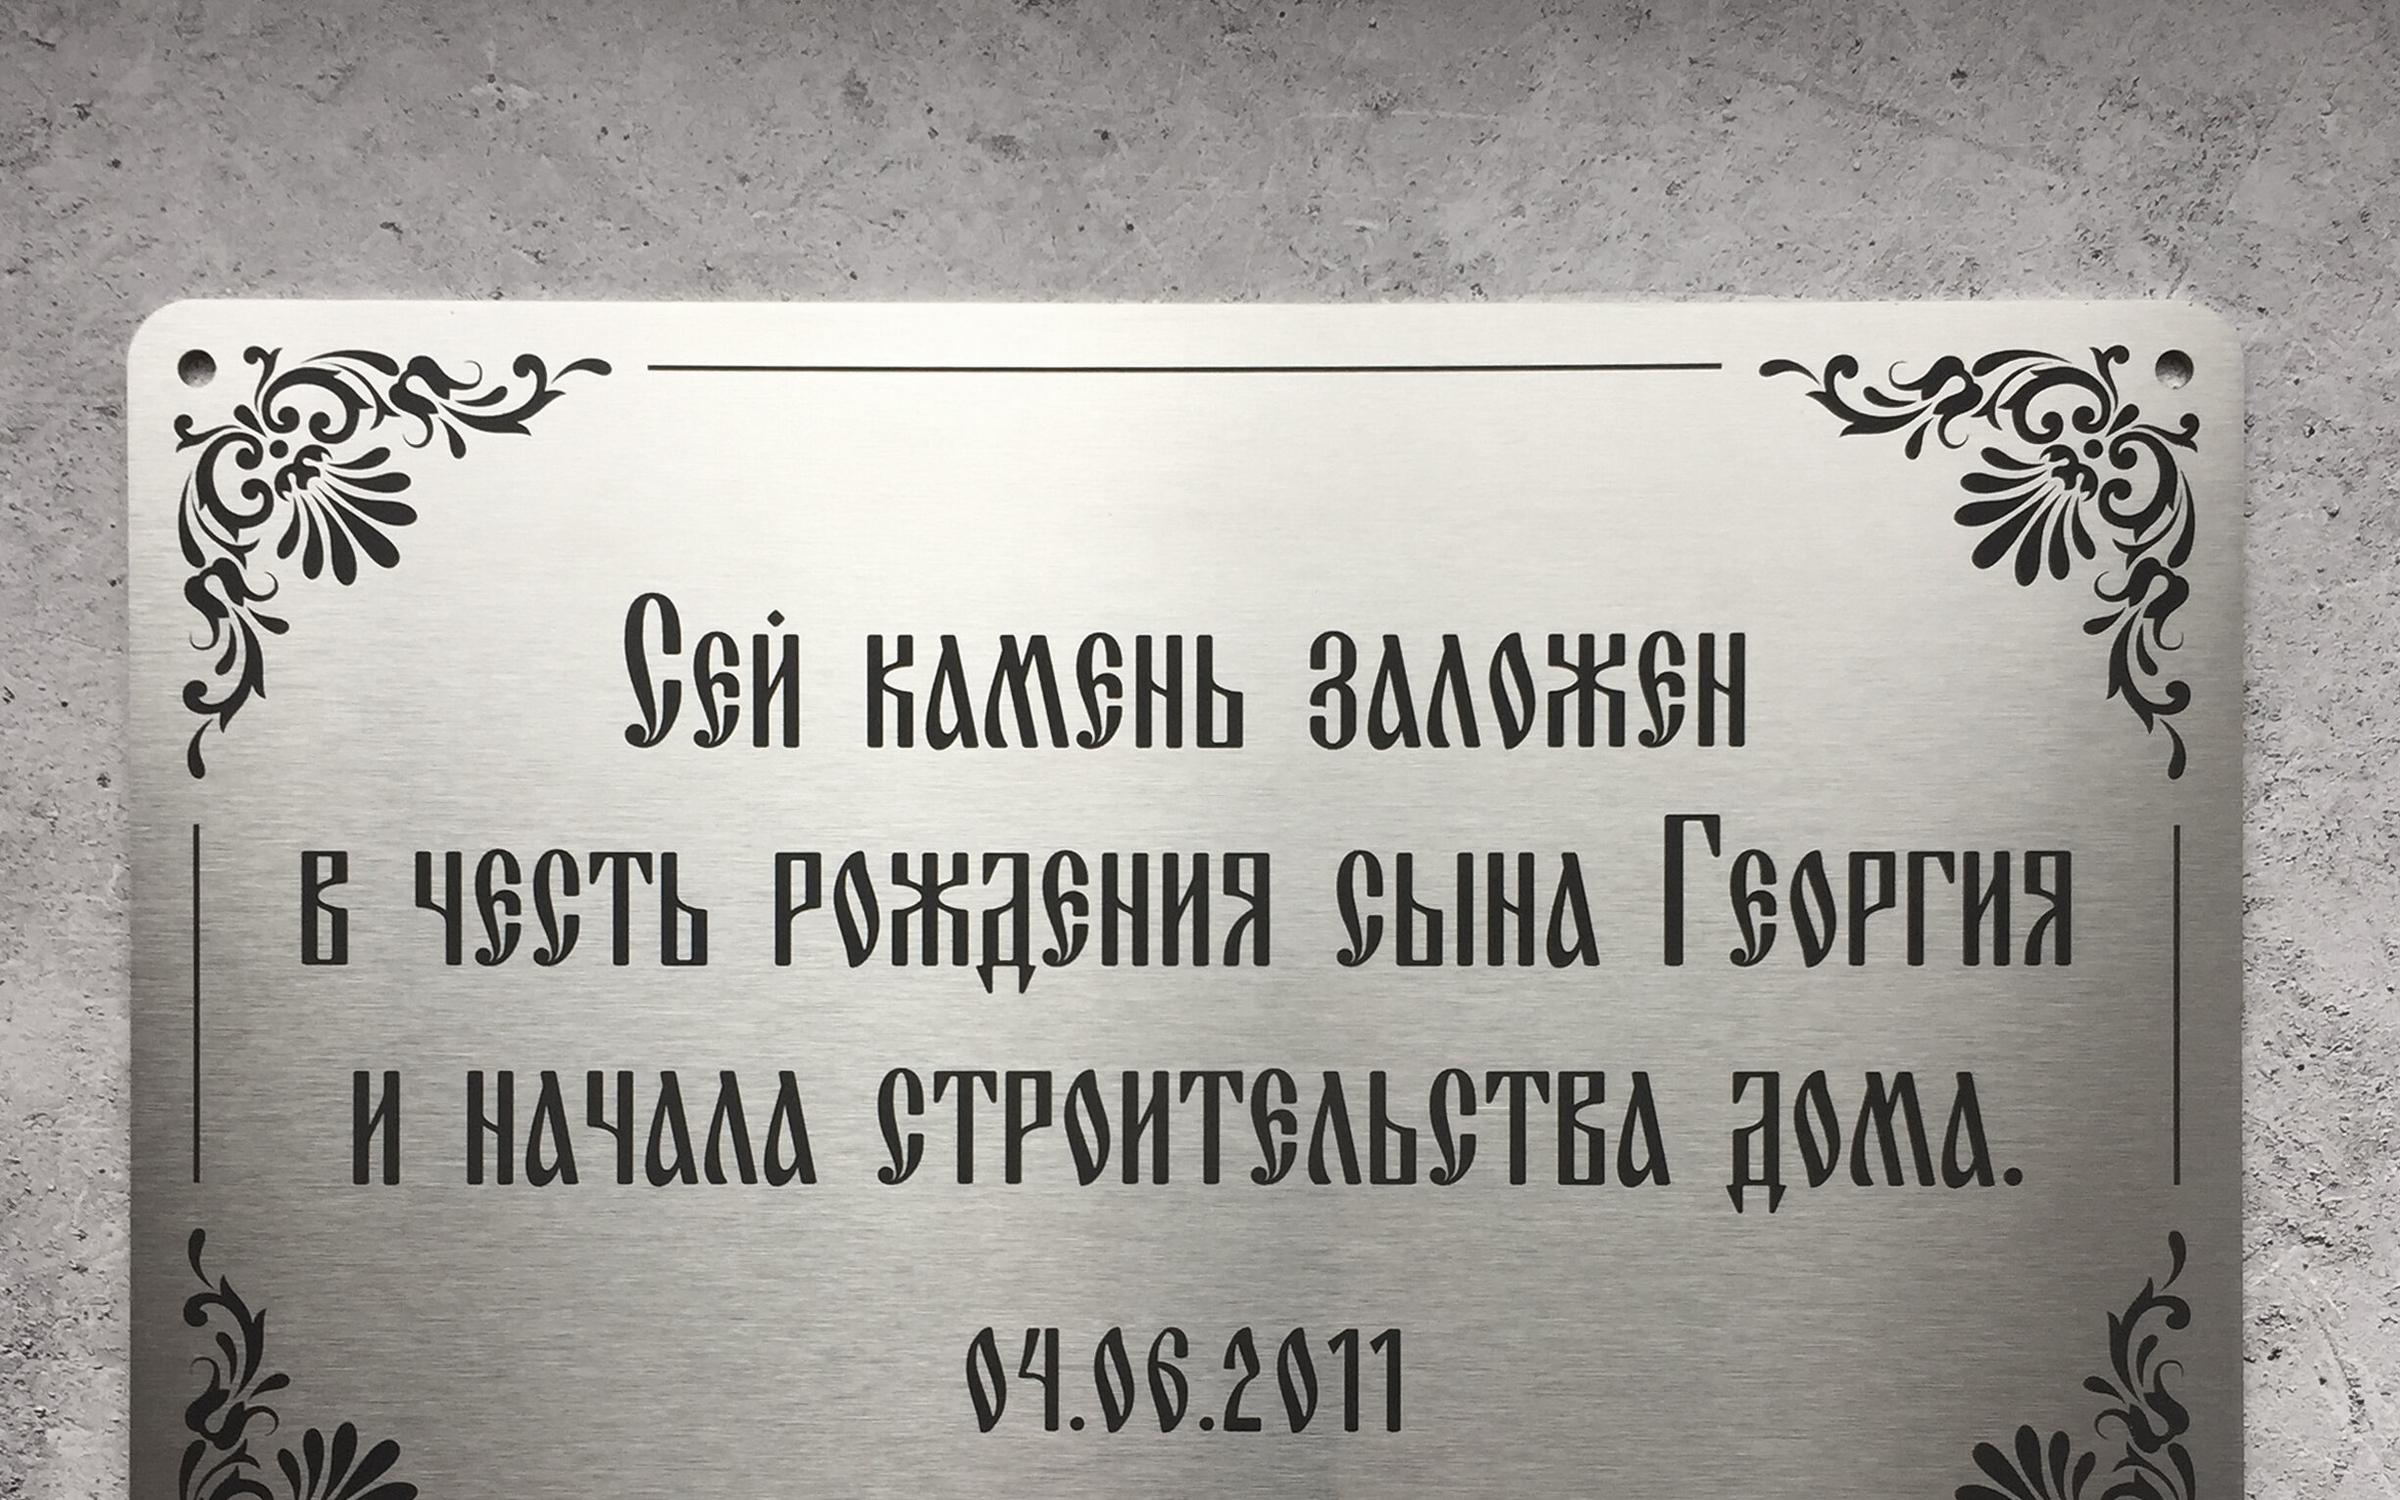 Сей камень заложен
в честь рождения сына Георгия
и начала строительства дома.
04.06.2011